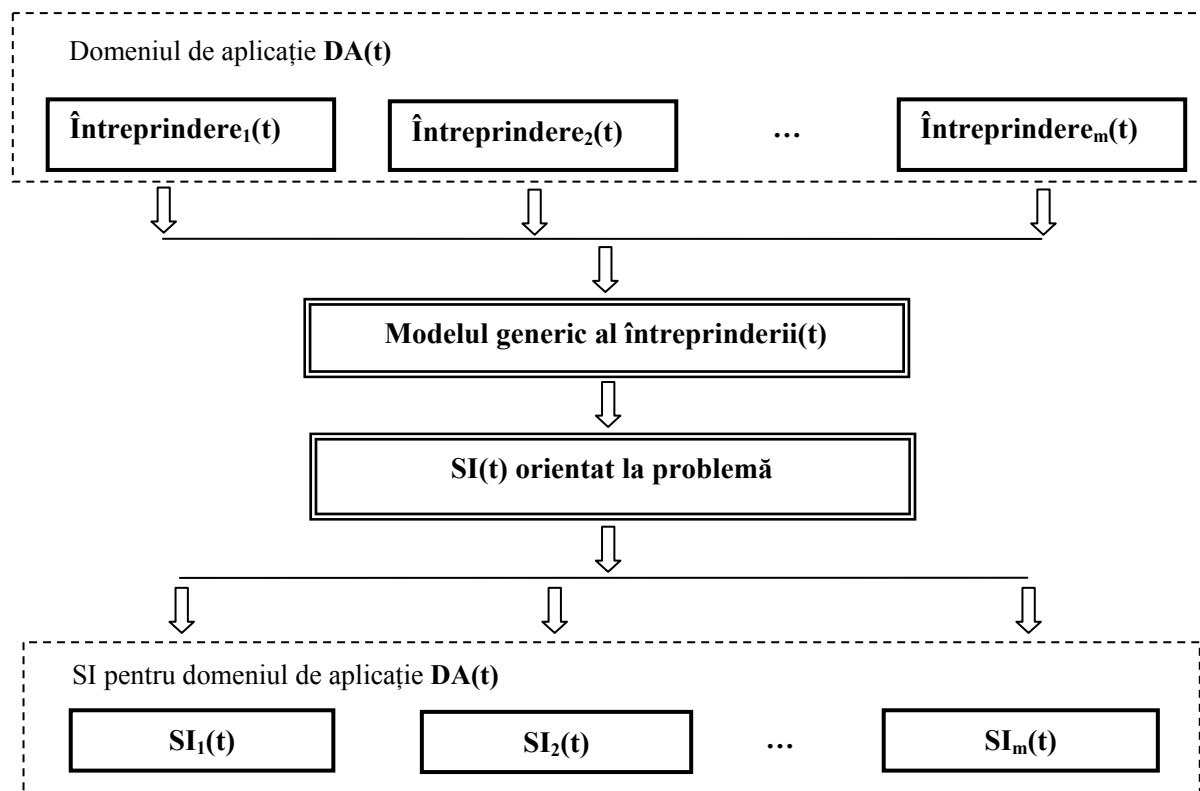 Domeniul de aplicație DA(t)
Întreprindere₁(t) Întreprindere₂(t) ... Întreprindereₘ(t)
Modelul generic al întreprinderii(t)
SI(t) orientat la problemă
SI pentru domeniul de aplicație DA(t)
SI₁(t) SI₂(t) ... SIₘ(t)